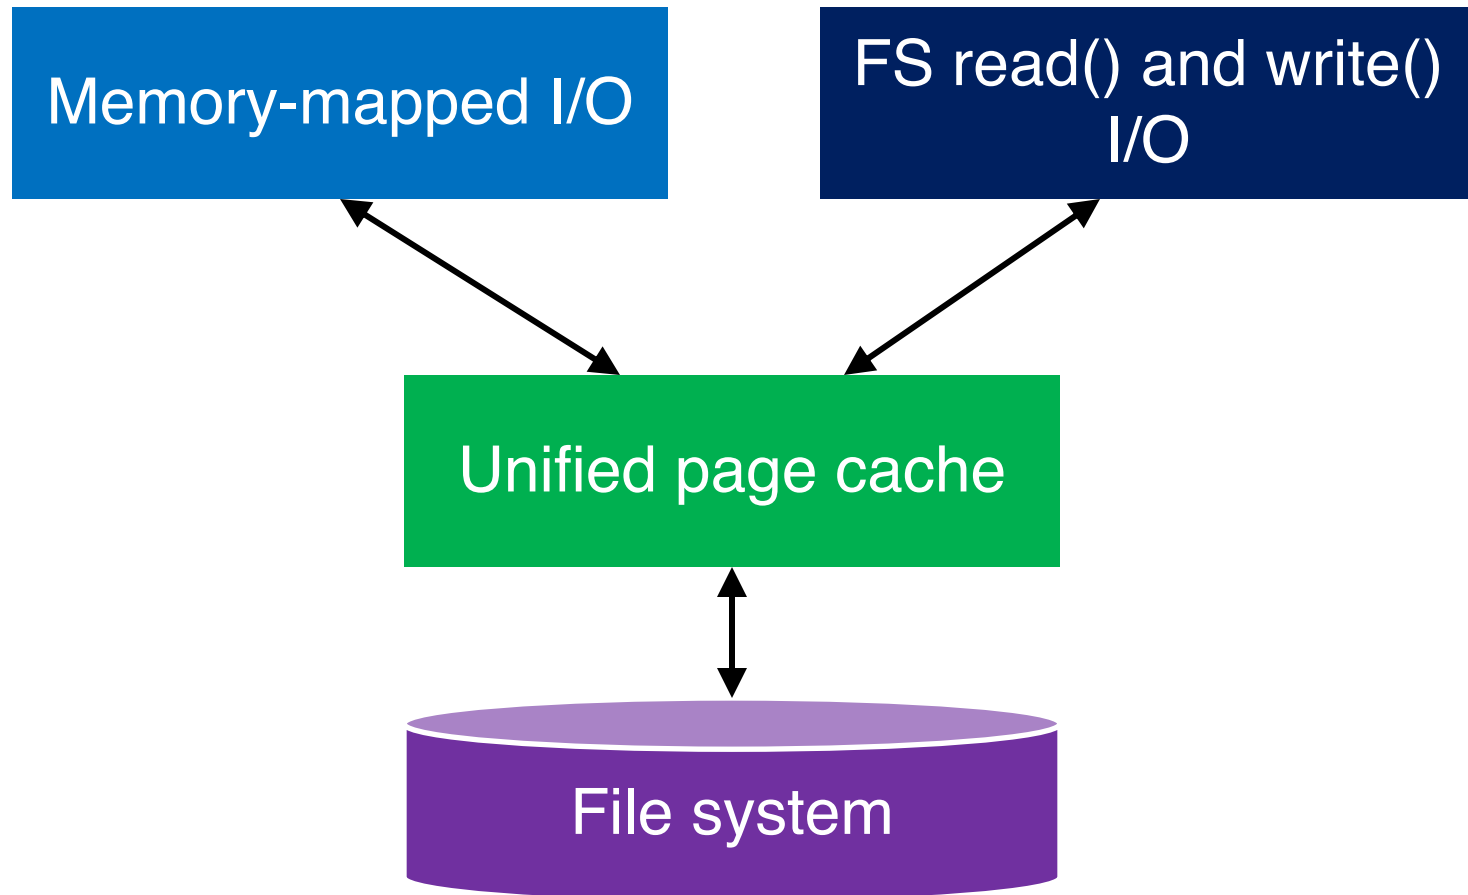 Memory-mapped I/O
FS read() and write()
I/O
Unified page cache
File system